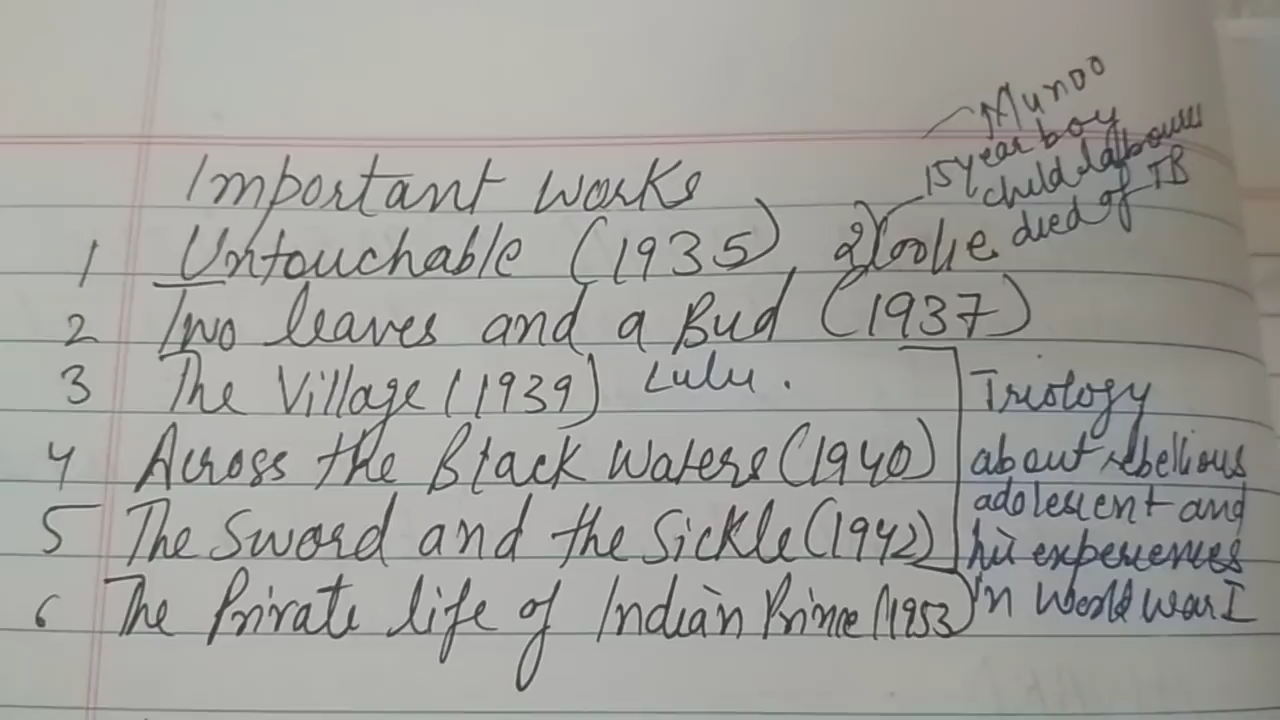 Munoo
15 year boy
child labourer
died of TB
Important works
1 Untouchable (1935), 2) Coolie
2 Two leaves and a Bud (1937)
3 The Village (1939) Lulu.
4 Across the Black Waters (1940)
5 The Sword and the Sickle (1942)
6 The Private life of Indian Prince (1953)
Triology
about rebellious
adolescent and
his experiences
in World War I